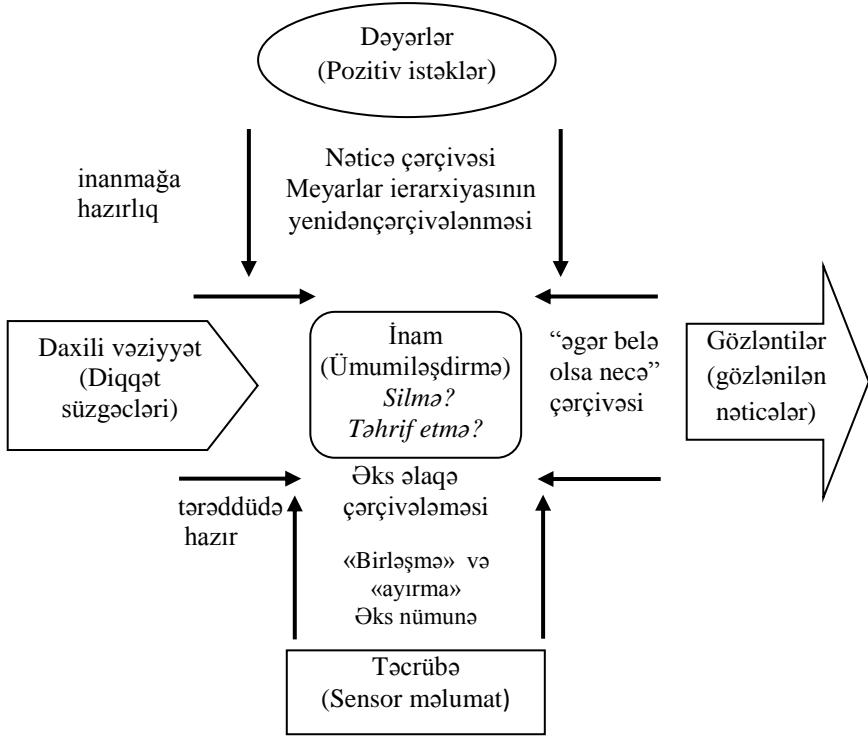 Dəyərlər
(Pozitiv istəklər)
inanmağa
hazırlıq
Nəticə çərçivəsi
Meyarlar ierarxiyasının
yenidənçərçivələnməsi
Daxili vəziyyət
(Diqqət
süzgəcləri)
İnam
(Ümumiləşdirmə)
Silmə?
Təhrif etmə?
“əgər belə
olsa necə”
çərçivəsi
Gözləntilər
(gözlənilən
nəticələr)
tərəddüdə
hazır
Əks əlaqə
çərçivələməsi
«Birləşmə» və
«ayırma»
Əks nümunə
Təcrübə
(Sensor məlumat)